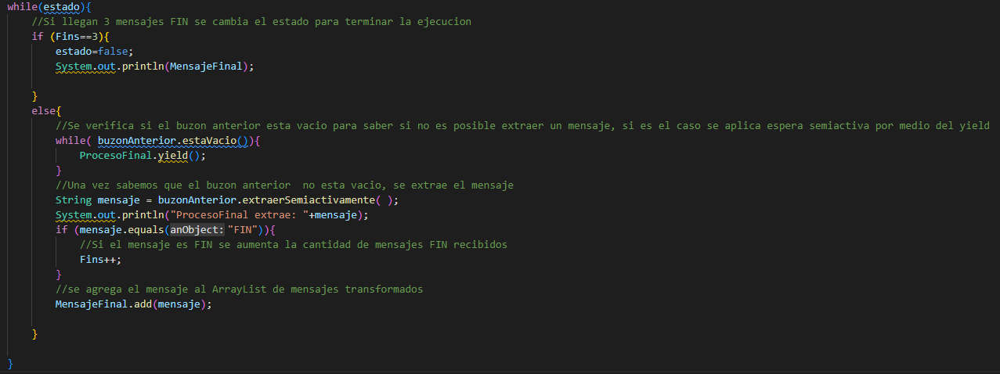 while(estado){
//Si llegan 3 mensajes FIN se cambia el estado para terminar la ejecucion
if (Fins==3){
estado=false;
System.out.println(MensajeFinal);
}
else{
//Se verifica si el buzon anterior esta vacio para saber si no es posible extraer un mensaje, si es el caso se aplica espera semiactiva por medio del yield
while( buzonAnterior.estaVacio()){
ProcesoFinal.yield();
}
//Una vez sabemos que el buzon anterior  no esta vacio, se extrae el mensaje
String mensaje = buzonAnterior.extraerSemiactivamente( );
System.out.println("ProcesoFinal extrae: "+mensaje);
if (mensaje.equals(anObject: "FIN")){
//Si el mensaje es FIN se aumenta la cantidad de mensajes FIN recibidos
Fins++;
}
//se agrega el mensaje al ArrayList de mensajes transformados
MensajeFinal.add(mensaje);
}
}